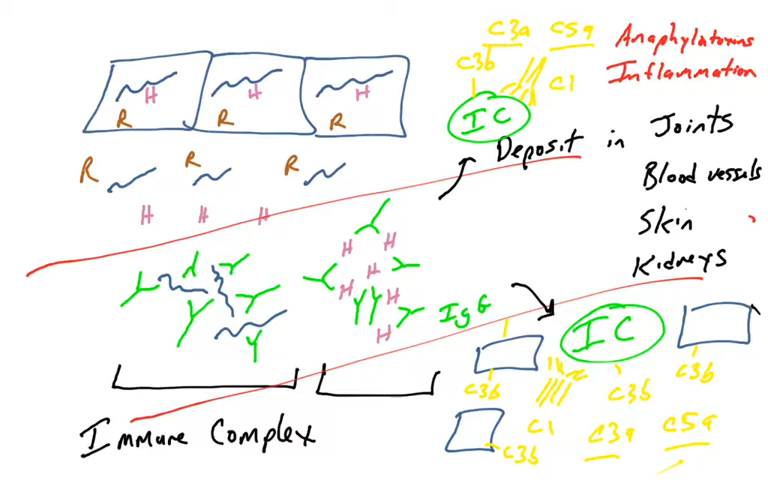 C3a C5a Anaphylatoxins
C3b C1 Inflammation
H H H
R R R
IC
Deposit in Joints
Blood vessels
Skin
Kidneys
R R R
H H H
H H
H
H H
H
IgG
IC
C3b C3b C3b
C1 C3a C5a
C3b
Immune Complex